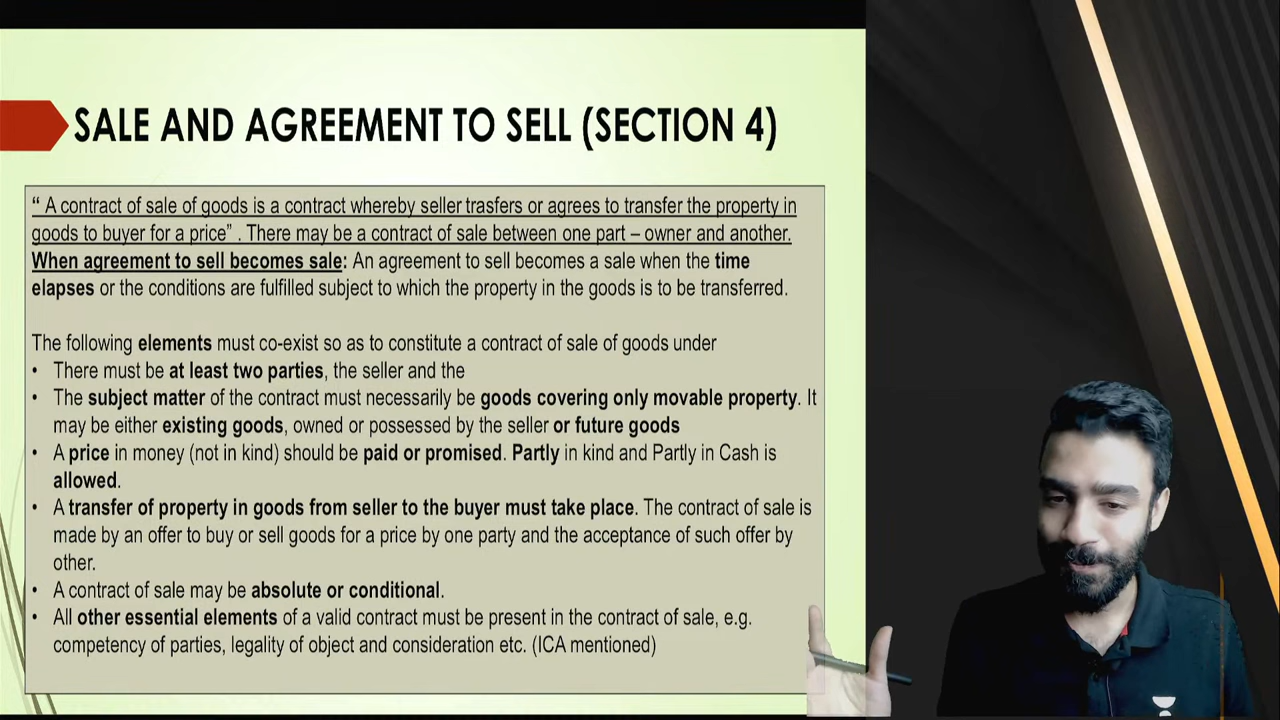 SALE AND AGREEMENT TO SELL (SECTION 4)
“ A contract of sale of goods is a contract whereby seller trasfers or agrees to transfer the property in
goods to buyer for a price” . There may be a contract of sale between one part – owner and another.
When agreement to sell becomes sale: An agreement to sell becomes a sale when the time
elapses or the conditions are fulfilled subject to which the property in the goods is to be transferred.
The following elements must co-exist so as to constitute a contract of sale of goods under
• There must be at least two parties, the seller and the
• The subject matter of the contract must necessarily be goods covering only movable property. It
may be either existing goods, owned or possessed by the seller or future goods
• A price in money (not in kind) should be paid or promised. Partly in kind and Partly in Cash is
allowed.
• A transfer of property in goods from seller to the buyer must take place. The contract of sale is
made by an offer to buy or sell goods for a price by one party and the acceptance of such offer by
other.
• A contract of sale may be absolute or conditional.
• All other essential elements of a valid contract must be present in the contract of sale, e.g.
competency of parties, legality of object and consideration etc. (ICA mentioned)